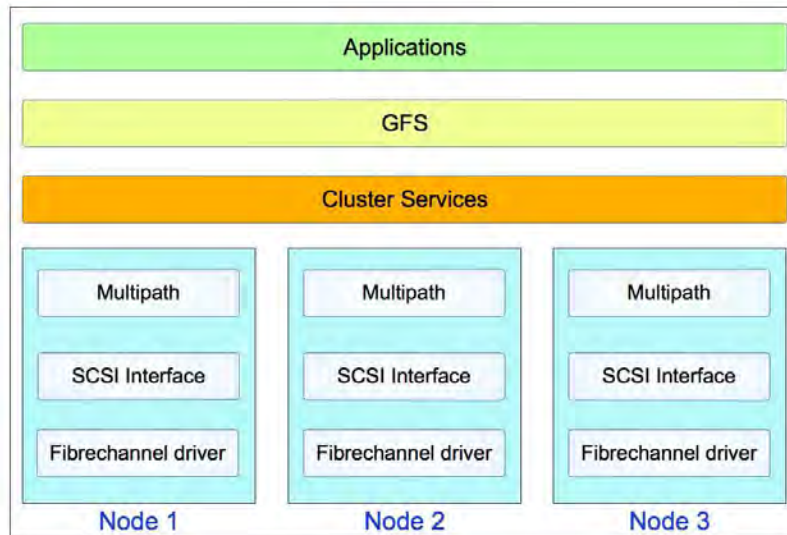 Applications
GFS
Cluster Services
Multipath
SCSI Interface
Fibrechannel driver
Node 1
Multipath
SCSI Interface
Fibrechannel driver
Node 2
Multipath
SCSI Interface
Fibrechannel driver
Node 3